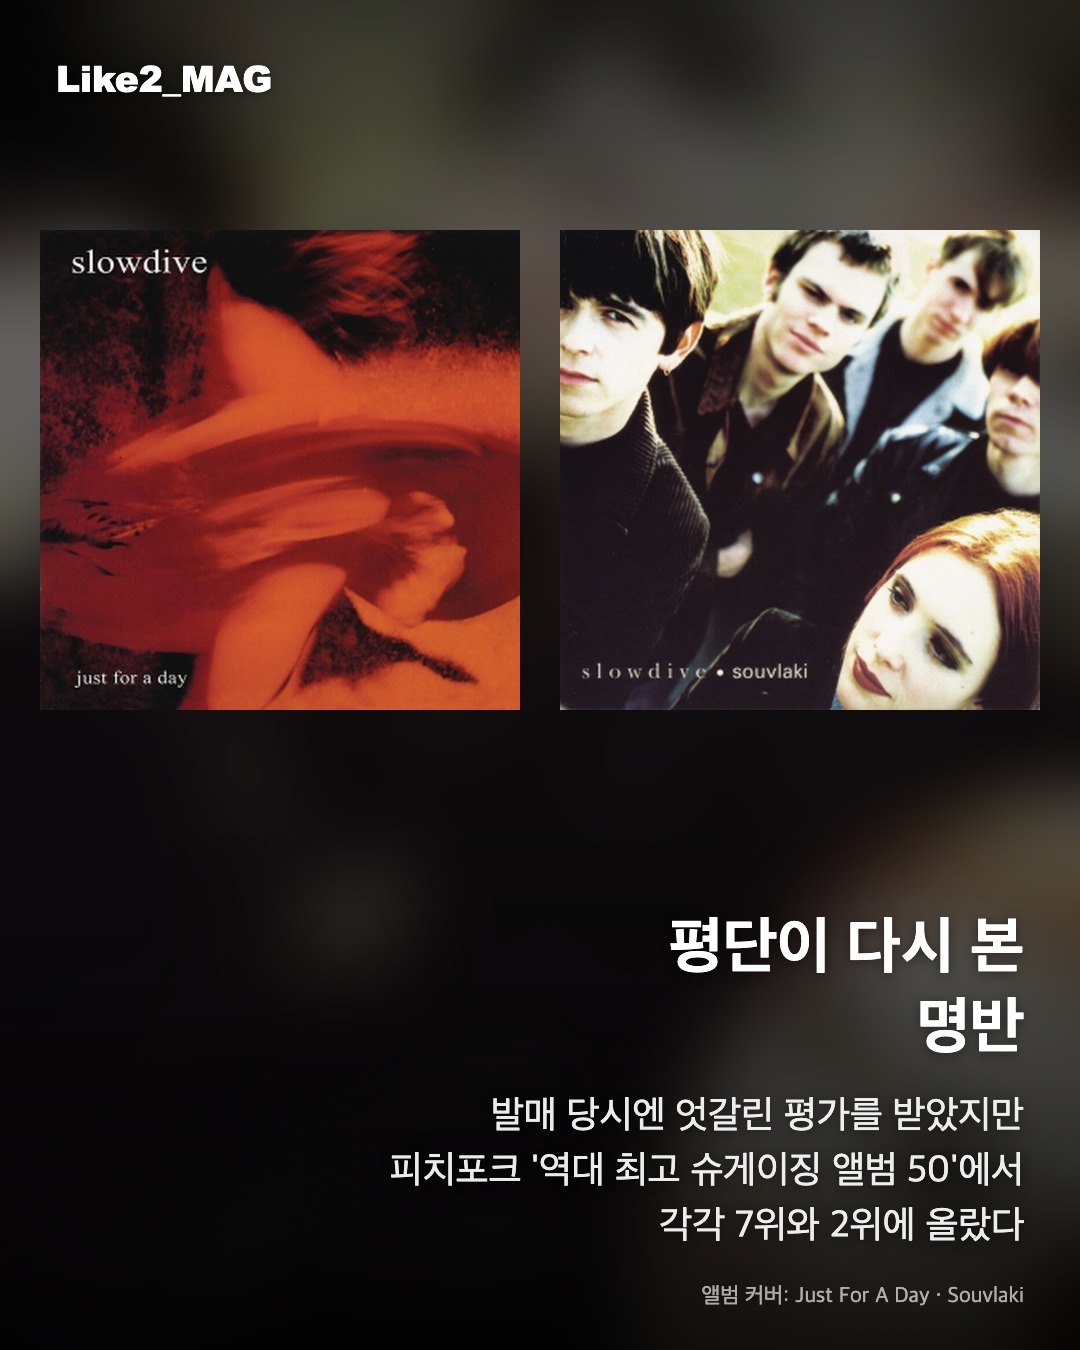 Like2_MAG
slowdive
just for a day
slowdive • souvlaki
평단이 다시 본
명반
발매 당시엔 엇갈린 평가를 받았지만
피치포크 '역대 최고 슈게이징 앨범 50'에서
각각 7위와 2위에 올랐다
앨범 커버: Just For A Day · Souvlaki